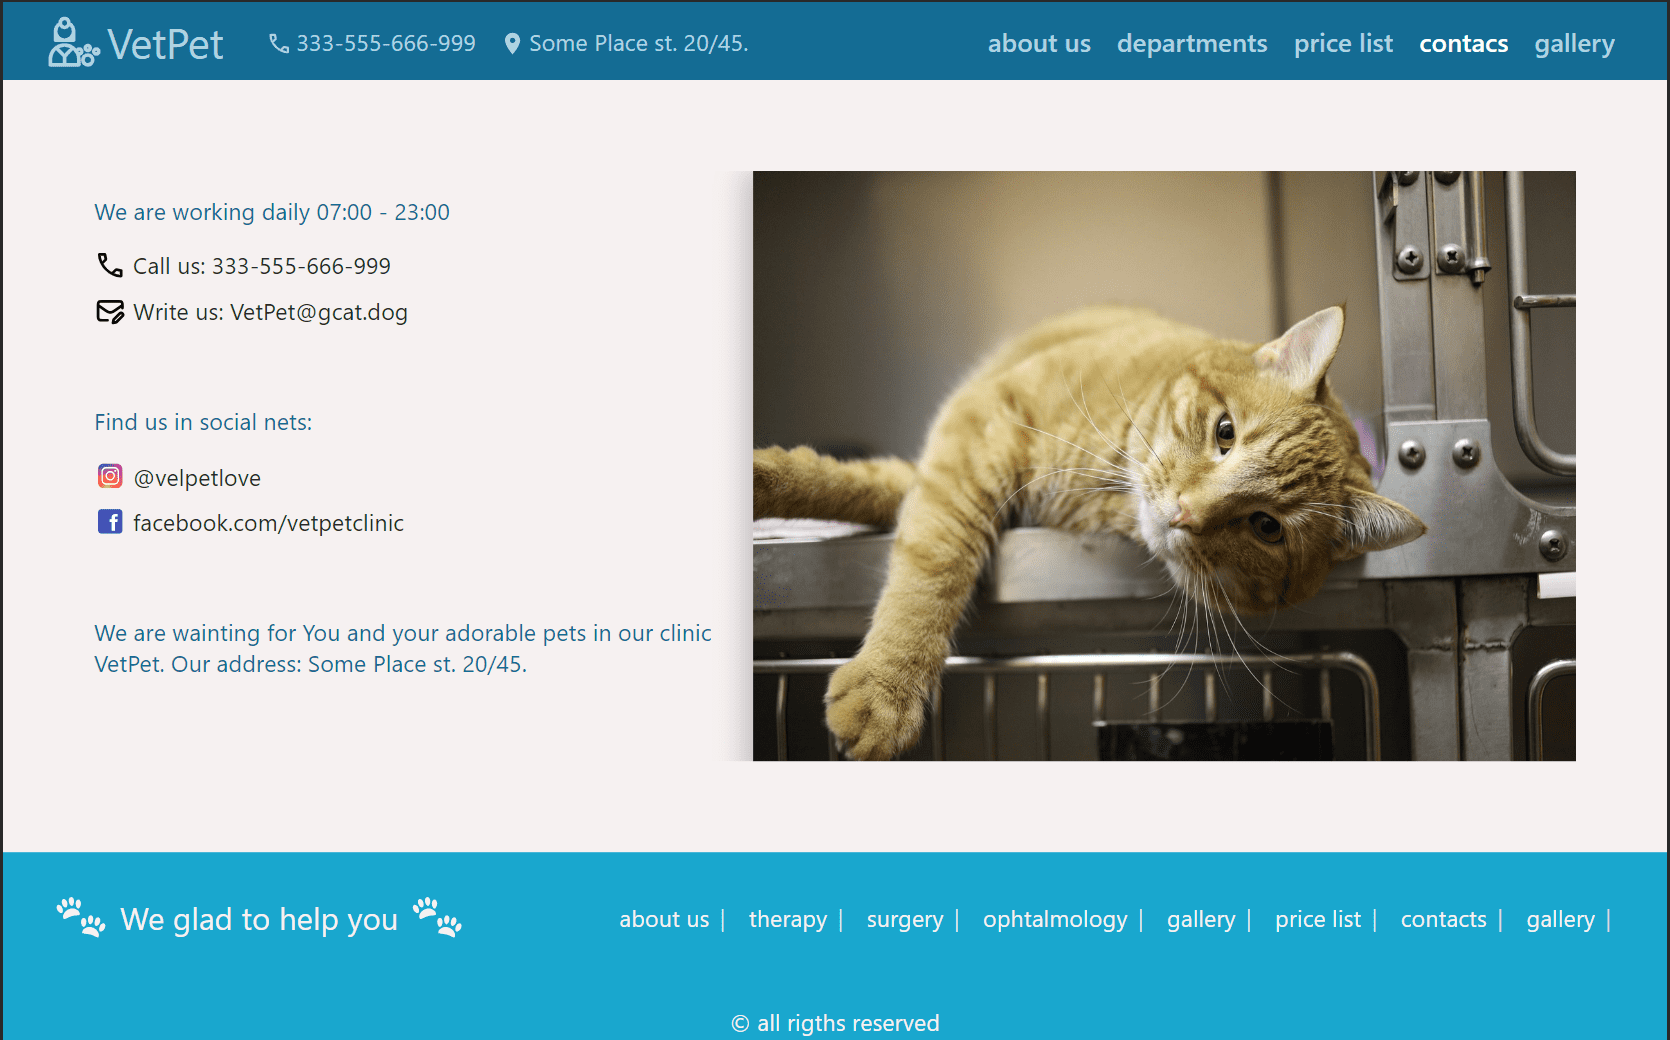 VetPet 333-555-666-999 Some Place st. 20/45. about us departments price list contacs gallery
We are working daily 07:00 - 23:00
Call us: 333-555-666-999
Write us: VetPet@gcat.dog
Find us in social nets:
@velpetlove
facebook.com/vetpetclinic
We are wainting for You and your adorable pets in our clinic
VetPet. Our address: Some Place st. 20/45.
We glad to help you about us | therapy | surgery | ophtalmology | gallery | price list | contacts | gallery |
© all rigths reserved